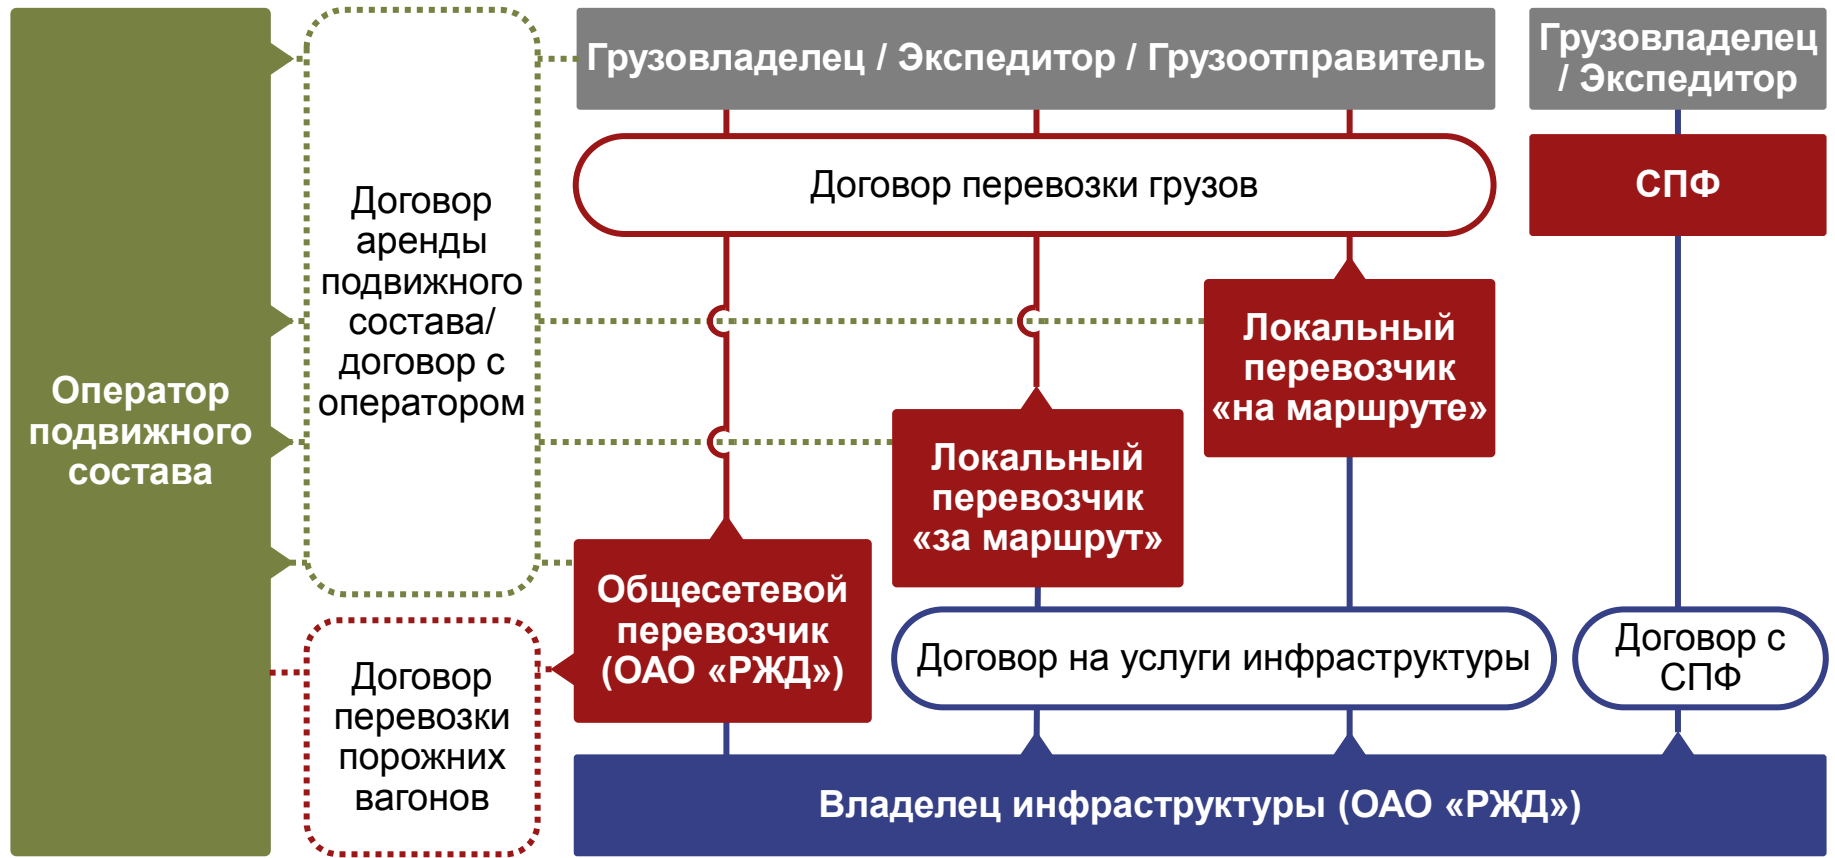 Оператор
подвижного
состава
Договор
аренды
подвижного
состава/
договор с
оператором
Договор
перевозки
порожних
вагонов
Грузовладелец / Экспедитор / Грузоотправитель
Грузовладелец
/ Экспедитор
Договор перевозки грузов
СПФ
Локальный
перевозчик
«на маршруте»
Локальный
перевозчик
«за маршрут»
Общесетевой
перевозчик
(ОАО «РЖД»)
Договор на услуги инфраструктуры
Договор с
СПФ
Владелец инфраструктуры (ОАО «РЖД»)